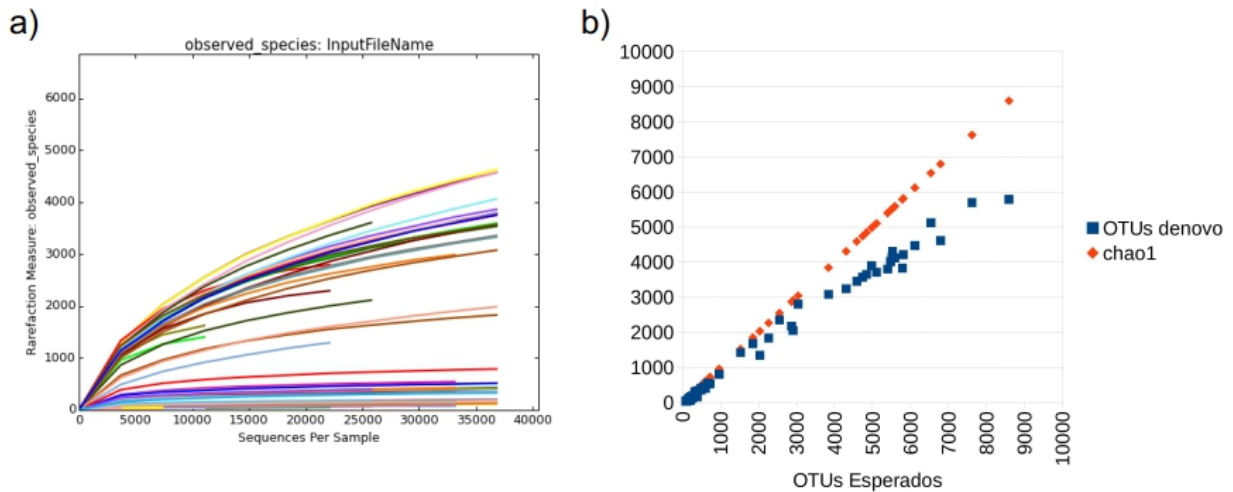 a)
observed_species: InputFileName
Rarefaction Measure: observed_species
6000
5000
4000
3000
2000
1000
0
0 5000 10000 15000 20000 25000 30000 35000 40000
Sequences Per Sample
b)
10000
9000
8000
7000
6000
5000
4000
3000
2000
1000
0
0 1000 2000 3000 4000 5000 6000 7000 8000 9000 10000
OTUs Esperados
OTUs denovo
chao1